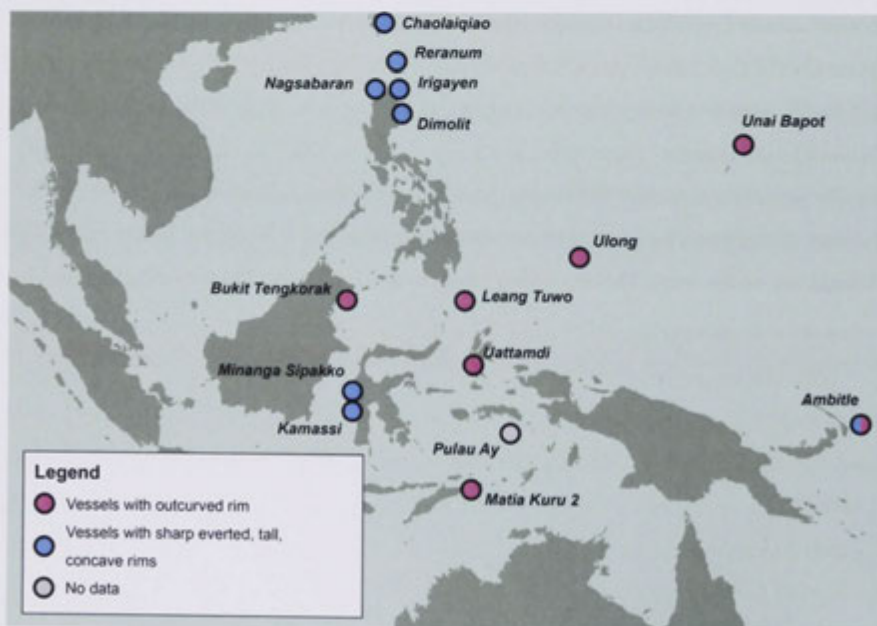 Chaolaiqiao
Reranum
Nagsabaran
Irigayen
Dimolit
Unai Bapot
Ulong
Bukit Tengkorak
Leang Tuwo
Uattamdi
Minanga Sipakko
Ambitle
Kamassi
Pulau Ay
Matia Kuru 2
Legend
Vessels with outcurved rim
Vessels with sharp everted, tall,
concave rims
No data